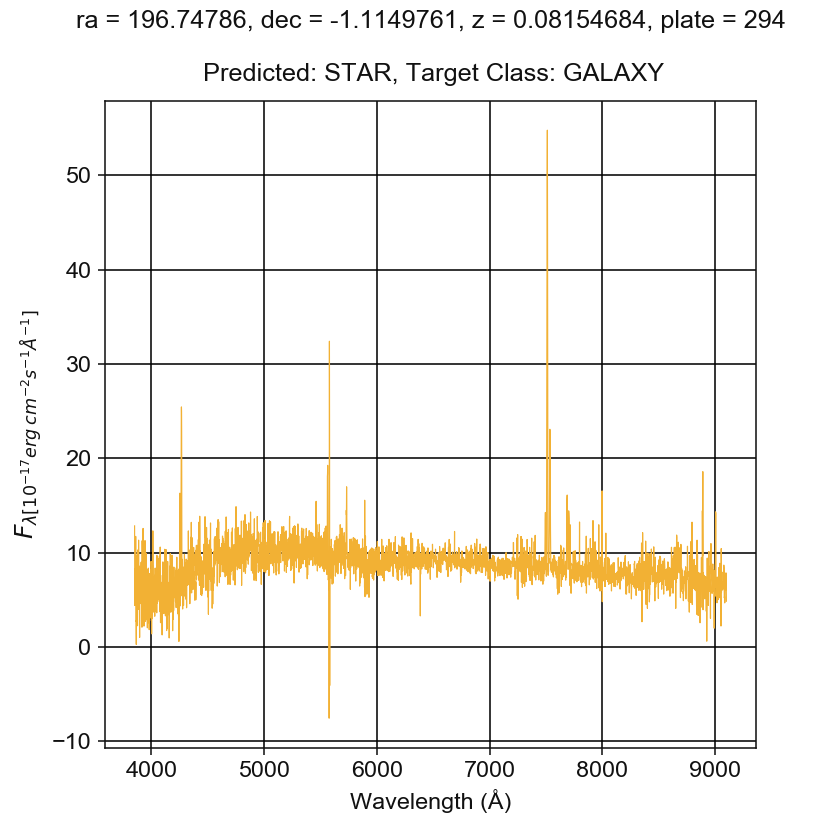 ra = 196.74786, dec = -1.1149761, z = 0.08154684, plate = 294
Predicted: STAR, Target Class: GALAXY
50
40
30
20
10
0
−10
F_λ[10^−17 erg cm^−2 s^−1 Å^−1]
4000 5000 6000 7000 8000 9000
Wavelength (Å)